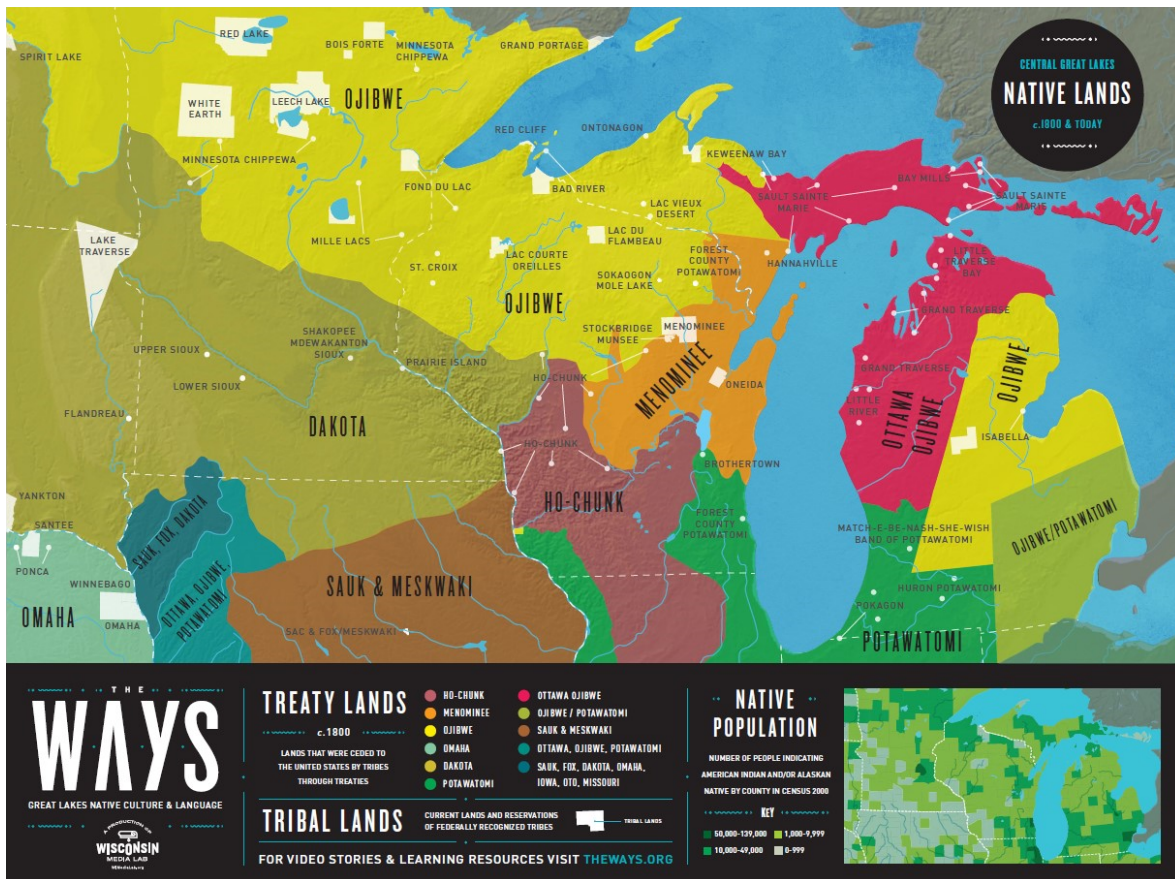 CENTRAL GREAT LAKES
NATIVE LANDS
c.1800 & TODAY
SPIRIT LAKE
RED LAKE
BOIS FORTE
MINNESOTA
CHIPPEWA
GRAND PORTAGE
WHITE
EARTH
LEECH LAKE
OJIBWE
MINNESOTA CHIPPEWA
RED CLIFF
ONTONAGON
KEWEENAW BAY
FOND DU LAC
BAD RIVER
SAULT SAINTE
MARIE
BAY MILLS
SAULT SAINTE
MARIE
LAC VIEUX
DESERT
LAKE
TRAVERSE
MILLE LACS
LAC DU
FLAMBEAU
ST. CROIX
LAC COURTE
OREILLES
FOREST
COUNTY
POTAWATOMI
HANNAHVILLE
LITTLE
TRAVERSE
BAY
SOKAOGON
MOLE LAKE
OJIBWE
GRAND TRAVERSE
STOCKBRIDGE
MUNSEE
MENOMINEE
UPPER SIOUX
SHAKOPEE
MDEWAKANTON
SIOUX
PRAIRIE ISLAND
LOWER SIOUX
HO-CHUNK
MENOMINEE
ONEIDA
GRAND TRAVERSE
LITTLE
RIVER
OTTAWA
OJIBWE
OJIBWE
ISABELLA
FLANDREAU
DAKOTA
HO-CHUNK
BROTHERTOWN
HO-CHUNK
FOREST
COUNTY
POTAWATOMI
MATCH-E-BE-NASH-SHE-WISH
BAND OF POTTAWATOMI
OJIBWE/POTAWATOMI
YANKTON
SANTEE
PONCA
SAUK, FOX, DAKOTA
OTTAWA, OJIBWE,
POTAWATOMI
WINNEBAGO
OMAHA
OMAHA
SAUK & MESKWAKI
SAC & FOX/MESKWAKI
HURON POTAWATOMI
POKAGON
POTAWATOMI
THE
WAYS
GREAT LAKES NATIVE CULTURE & LANGUAGE
A PRODUCTION OF
WISCONSIN
MEDIA LAB
TREATY LANDS
c.1800
LANDS THAT WERE CEDED TO
THE UNITED STATES BY TRIBES
THROUGH TREATIES
HO-CHUNK
MENOMINEE
OJIBWE
OMAHA
DAKOTA
POTAWATOMI
OTTAWA OJIBWE
OJIBWE / POTAWATOMI
SAUK & MESKWAKI
OTTAWA, OJIBWE, POTAWATOMI
SAUK, FOX, DAKOTA, OMAHA,
IOWA, OTO, MISSOURI
TRIBAL LANDS
CURRENT LANDS AND RESERVATIONS
OF FEDERALLY RECOGNIZED TRIBES
TRIBAL LANDS
FOR VIDEO STORIES & LEARNING RESOURCES VISIT THEWAYS.ORG
NATIVE
POPULATION
NUMBER OF PEOPLE INDICATING
AMERICAN INDIAN AND/OR ALASKAN
NATIVE BY COUNTY IN CENSUS 2000
KEY
50,000-139,000
1,000-9,999
10,000-49,000
0-999